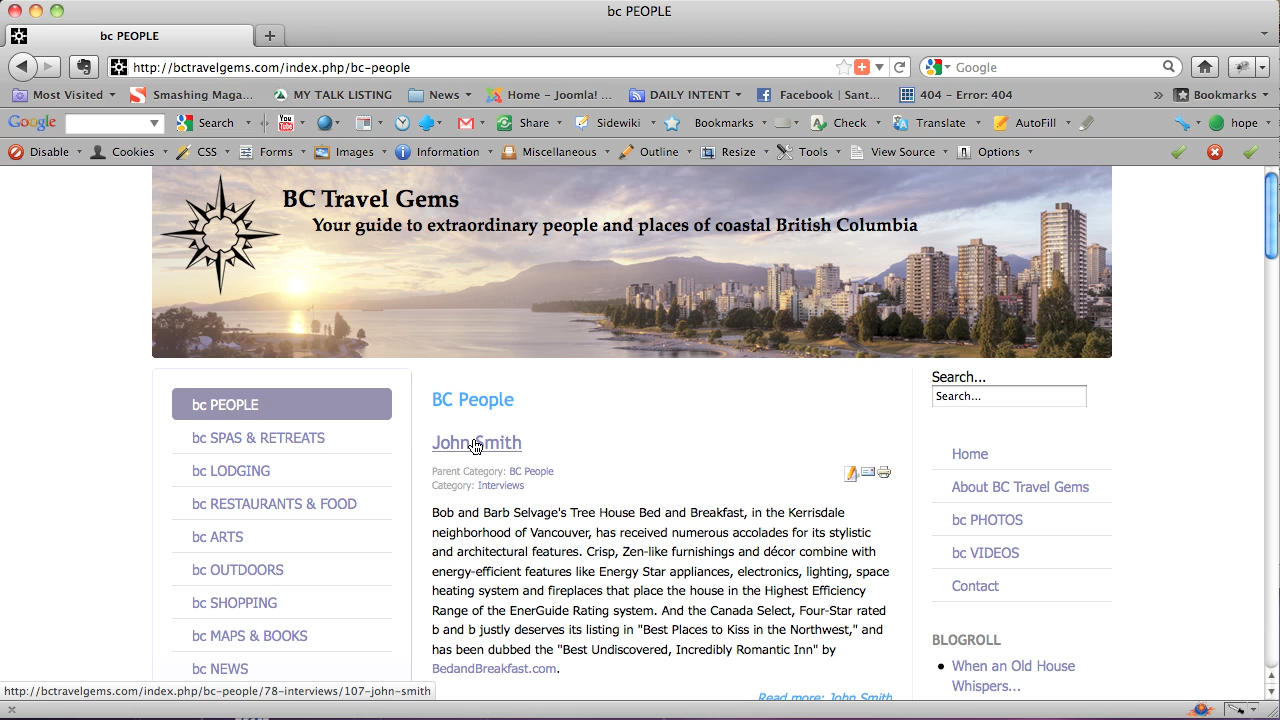 bc PEOPLE
bc PEOPLE
http://bctravelgems.com/index.php/bc-people
Google
Most Visited
Smashing Maga...
MY TALK LISTING
News
Home – Joomla! ...
DAILY INTENT
Facebook | Sant...
404 - Error: 404
Bookmarks
Google
Search
Share
Sidewiki
Bookmarks
Check
Translate
AutoFill
hope
Disable
Cookies
CSS
Forms
Images
Information
Miscellaneous
Outline
Resize
Tools
View Source
Options
BC Travel Gems
Your guide to extraordinary people and places of coastal British Columbia
bc PEOPLE
bc SPAS & RETREATS
bc LODGING
bc RESTAURANTS & FOOD
bc ARTS
bc OUTDOORS
bc SHOPPING
bc MAPS & BOOKS
bc NEWS
BC People
John Smith
Parent Category: BC People
Category: Interviews
Bob and Barb Selvage's Tree House Bed and Breakfast, in the Kerrisdale
neighborhood of Vancouver, has received numerous accolades for its stylistic
and architectural features. Crisp, Zen-like furnishings and décor combine with
energy-efficient features like Energy Star appliances, electronics, lighting, space
heating system and fireplaces that place the house in the Highest Efficiency
Range of the EnerGuide Rating system. And the Canada Select, Four-Star rated
b and b justly deserves its listing in "Best Places to Kiss in the Northwest," and
has been dubbed the "Best Undiscovered, Incredibly Romantic Inn" by
BedandBreakfast.com.
Read more: John Smith
Search...
Search...
Home
About BC Travel Gems
bc PHOTOS
bc VIDEOS
Contact
BLOGROLL
When an Old House
Whispers...
http://bctravelgems.com/index.php/bc-people/78-intrviews/107-john-smith